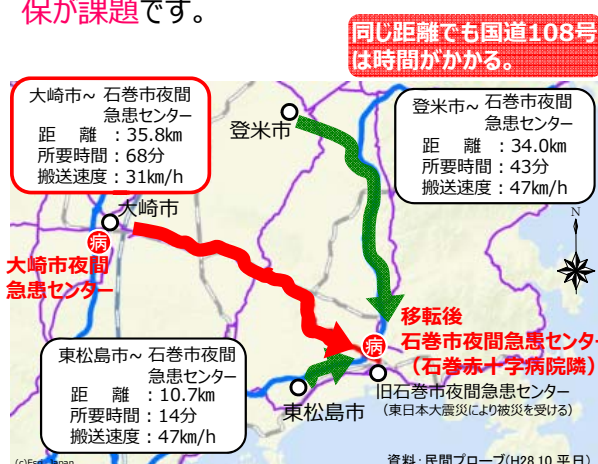 保が課題です。
同じ距離でも国道108号
は時間がかかる。
大崎市~ 石巻市夜間
急患センター
距 離 :35.8km
所要時間:68分
搬送速度:31km/h
登米市~ 石巻市夜間
急患センター
距 離 :34.0km
所要時間:43分
搬送速度:47km/h
登米市
N
大崎市
病
大崎市夜間
急患センター
移転後
石巻市夜間急患センター
(石巻赤十字病院隣)
病
東松島市~ 石巻市夜間
急患センター
距 離 :10.7km
所要時間:14分
搬送速度:47km/h
東松島市
旧石巻市夜間急患センター
(東日本大震災により被災を受ける)
(c)Esri Japan
資料:民間プローブ(H28.10 平日)